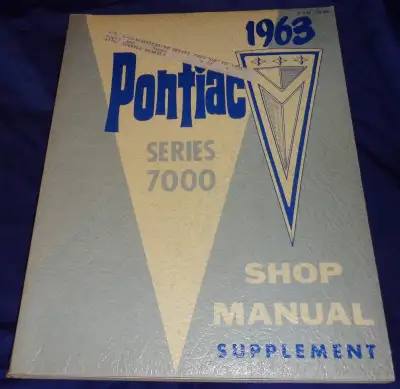 1963
Pontiac
SERIES
7000
SHOP
MANUAL
SUPPLEMENT